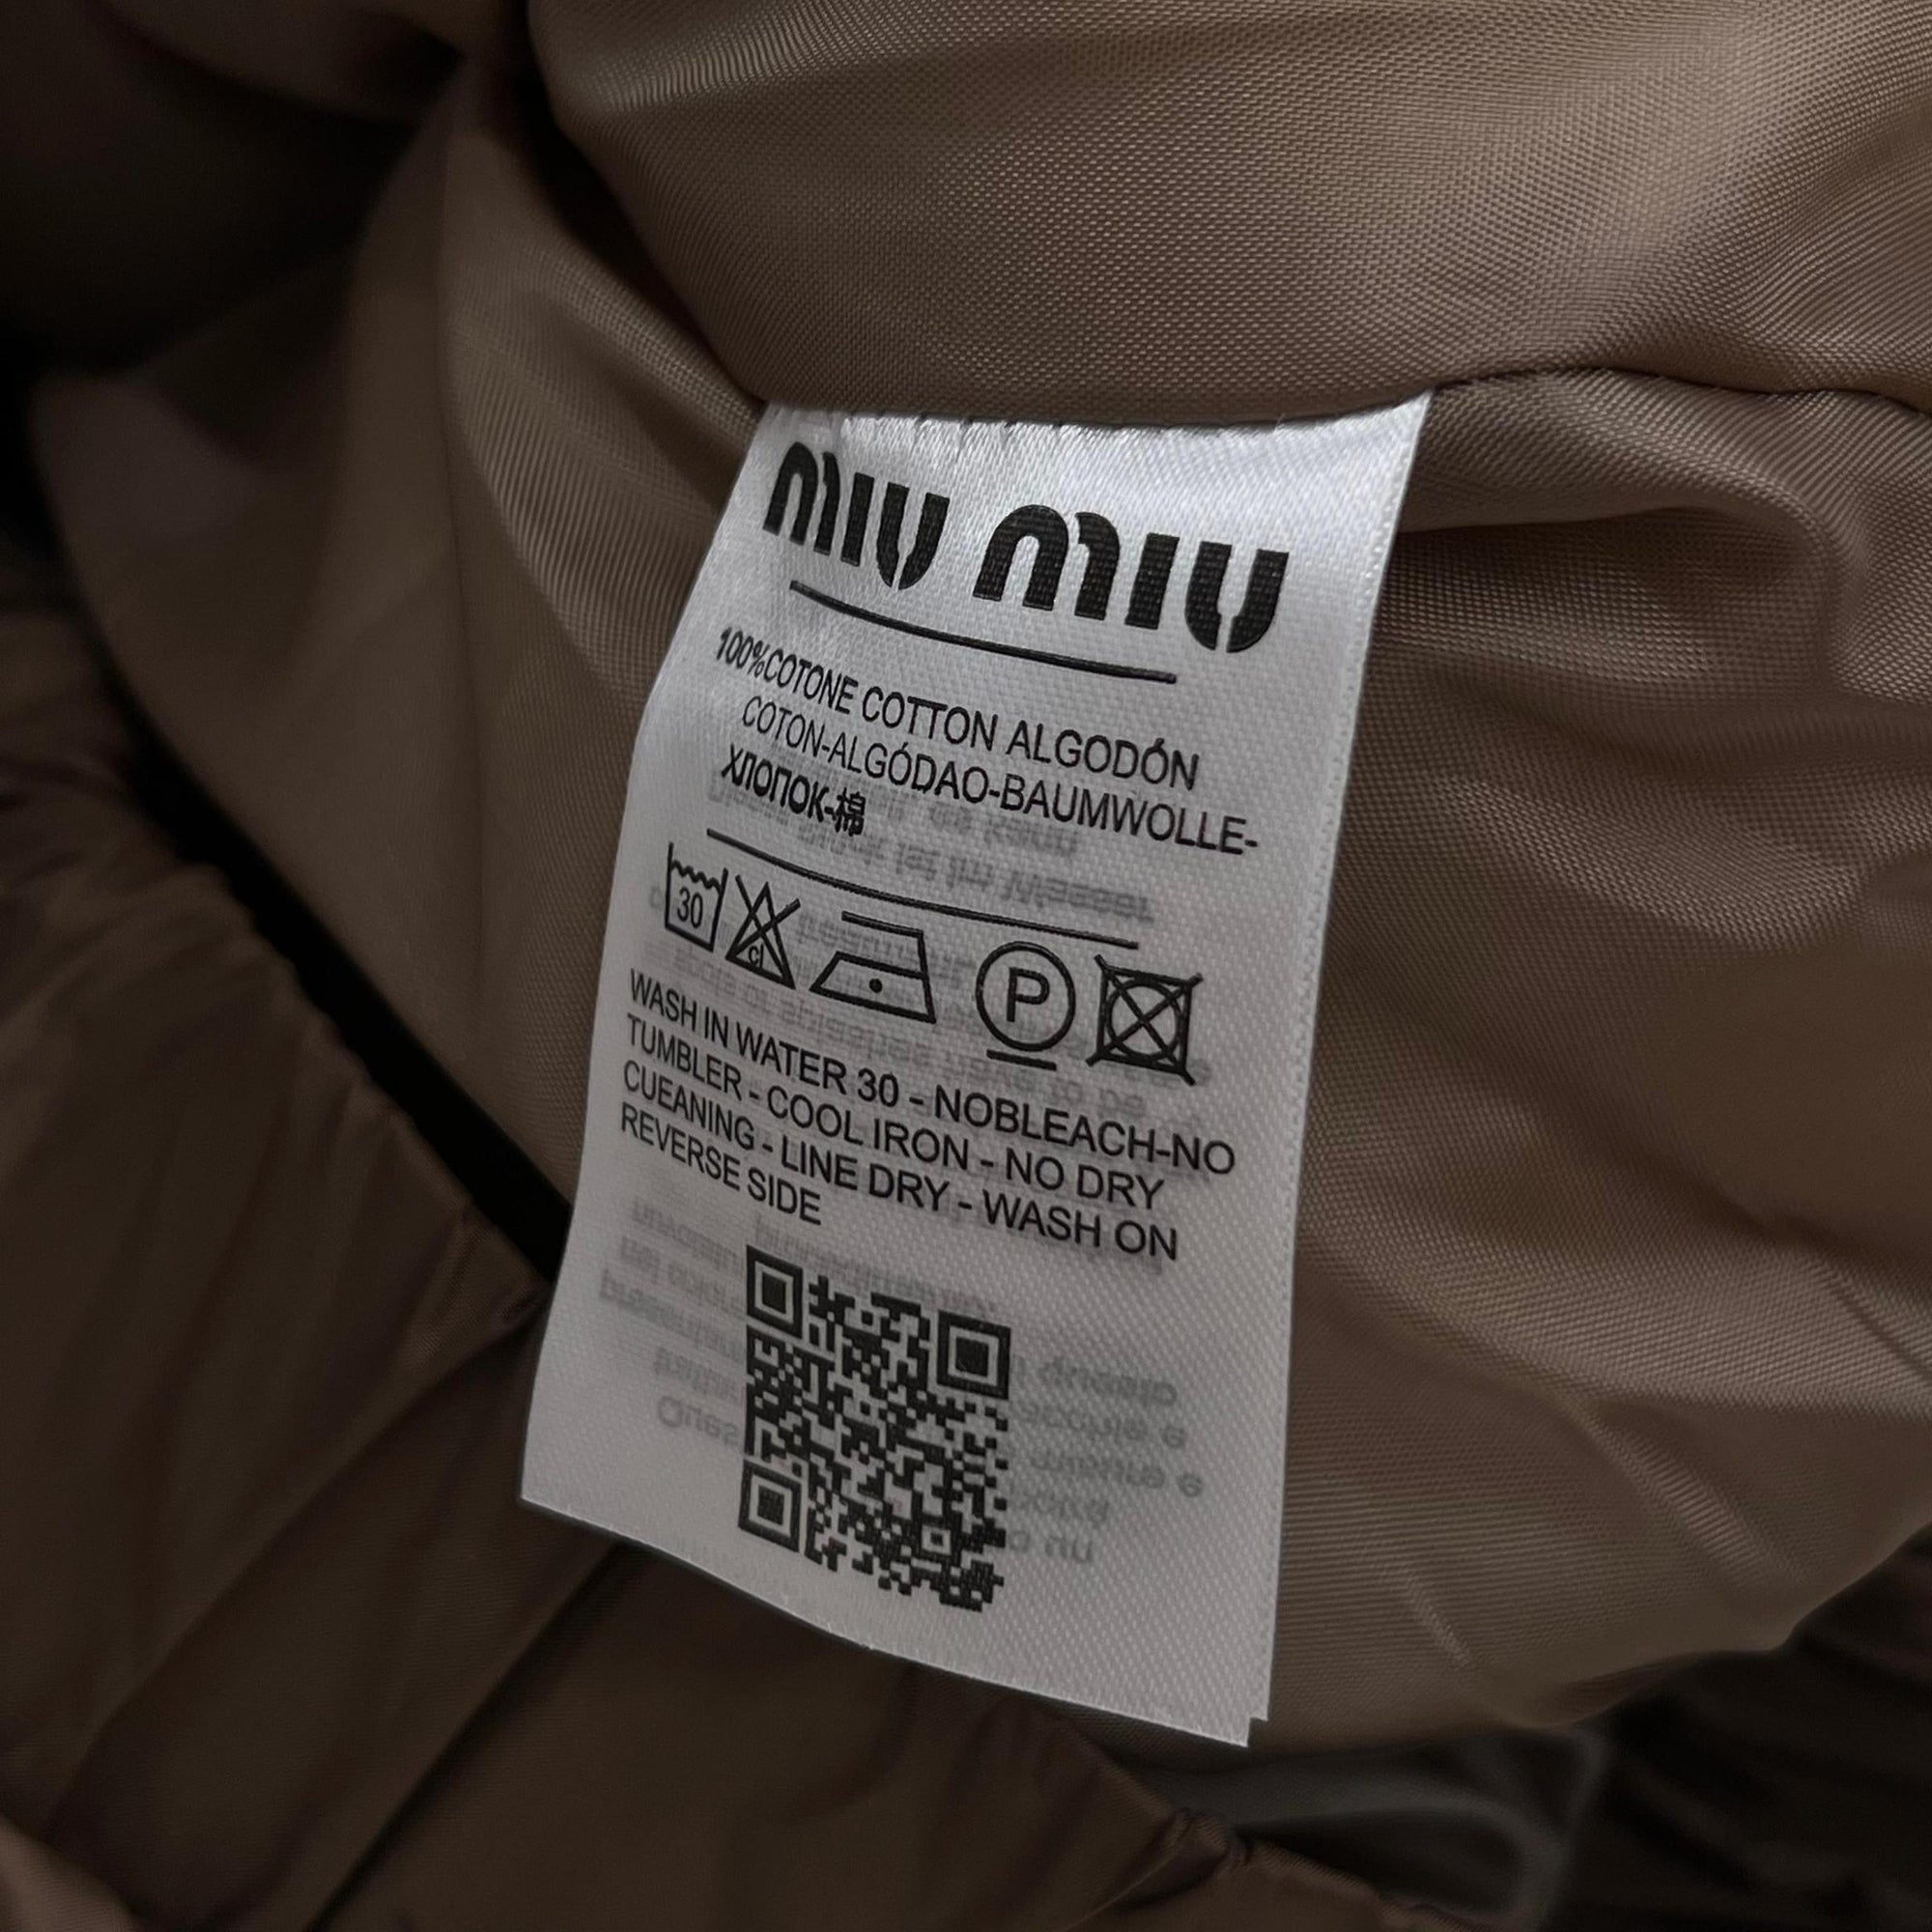 miu miu
100%COTONE COTTON ALGODÓN
COTON-ALGÓDAO-BAUMWOLLE-
ХЛОПОК-棉
30
cl
P
WASH IN WATER 30 - NOBLEACH-NO
TUMBLER - COOL IRON - NO DRY
CUEANING - LINE DRY - WASH ON
REVERSE SIDE